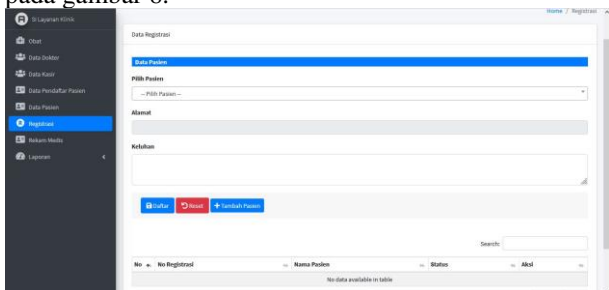 pada gambar 6.
SI Layanan Klinik
Home / Registrasi
Obat
Data Dokter
Data Kasir
Data Pendaftar Pasien
Data Pasien
Registrasi
Rekam Medis
Laporan
Data Registrasi
Data Pasien
Pilih Pasien
-- Pilih Pasien --
Alamat
Keluhan
Daftar Reset + Tambah Pasien
Search:
No No Registrasi Nama Pasien Status Aksi
No data available in table